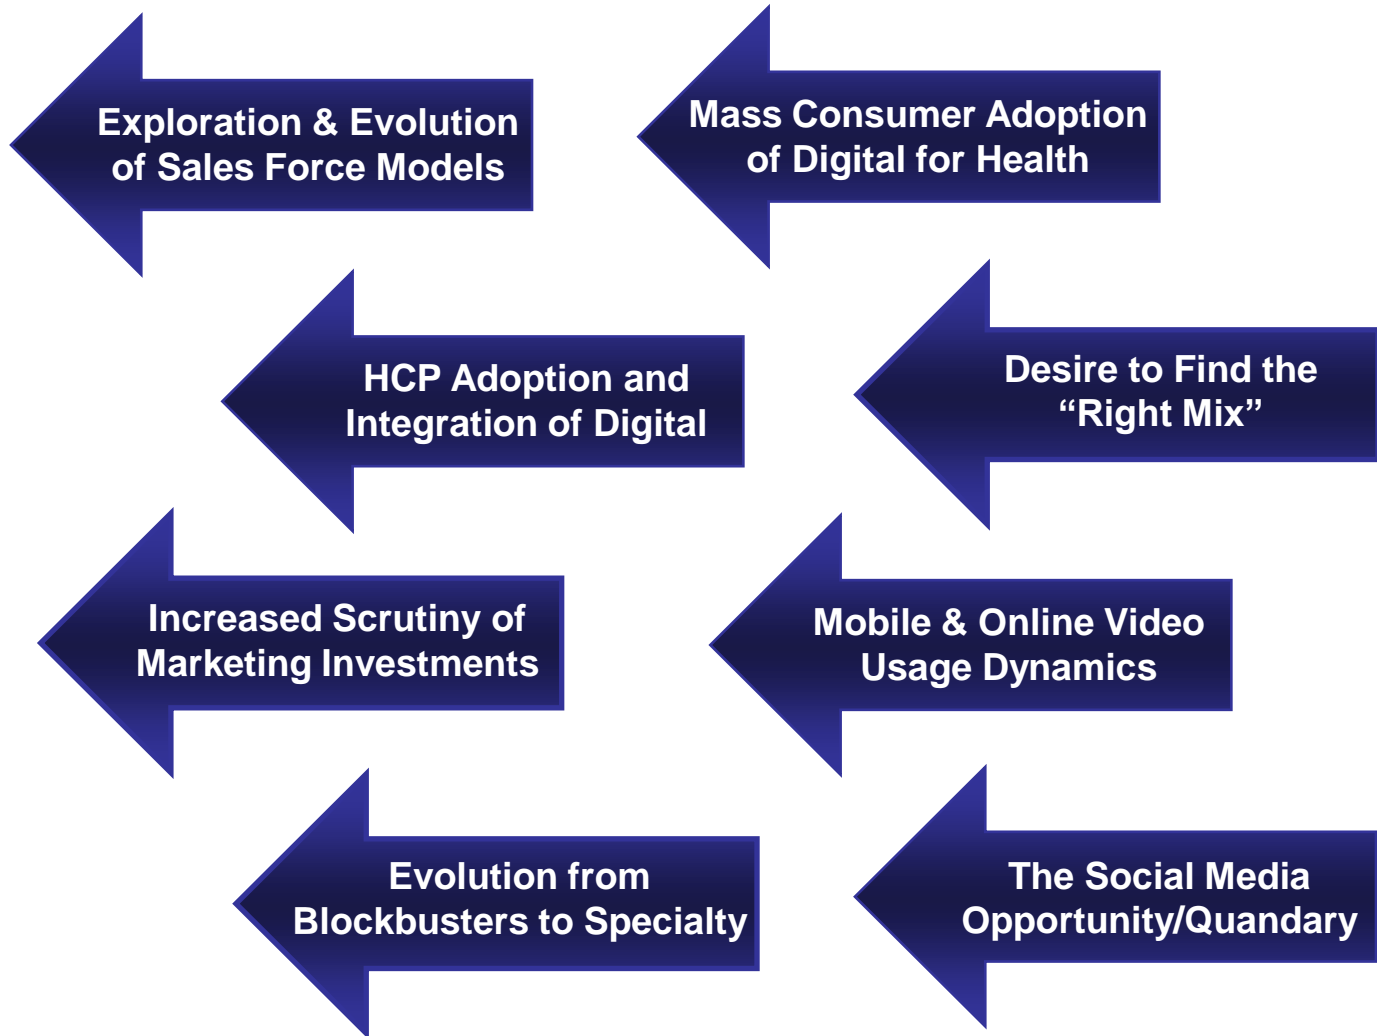 Exploration & Evolution
of Sales Force Models
Mass Consumer Adoption
of Digital for Health
HCP Adoption and
Integration of Digital
Desire to Find the
“Right Mix”
Increased Scrutiny of
Marketing Investments
Mobile & Online Video
Usage Dynamics
Evolution from
Blockbusters to Specialty
The Social Media
Opportunity/Quandary